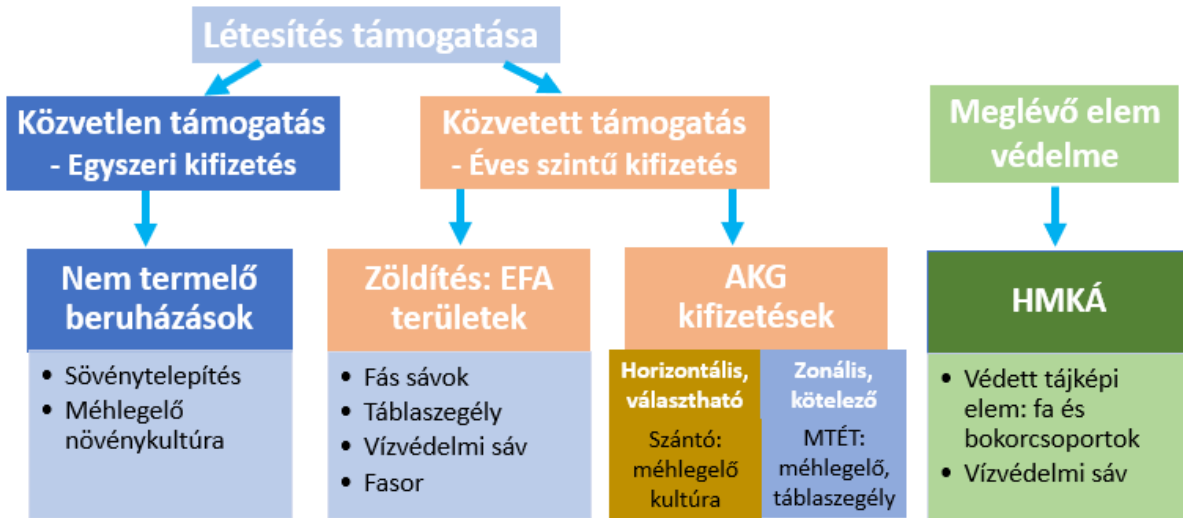 Létesítés támogatása
Közvetlen támogatás
- Egyszeri kifizetés
Közvetett támogatás
- Éves szintű kifizetés
Meglévő elem
védelme
Nem termelő
beruházások
• Sövénytelepítés
• Méhlegelő
növénykultúra
Zöldítés: EFA
területek
• Fás sávok
• Táblaszegély
• Vízvédelmi sáv
• Fasor
AKG
kifizetések
Horizontális,
választható
Szántó:
méhlegelő
kultúra
Zonális,
kötelező
MTÉT:
méhlegelő,
táblaszegély
HMKÁ
• Védett tájképi
elem: fa és
bokorcsoportok
• Vízvédelmi sáv